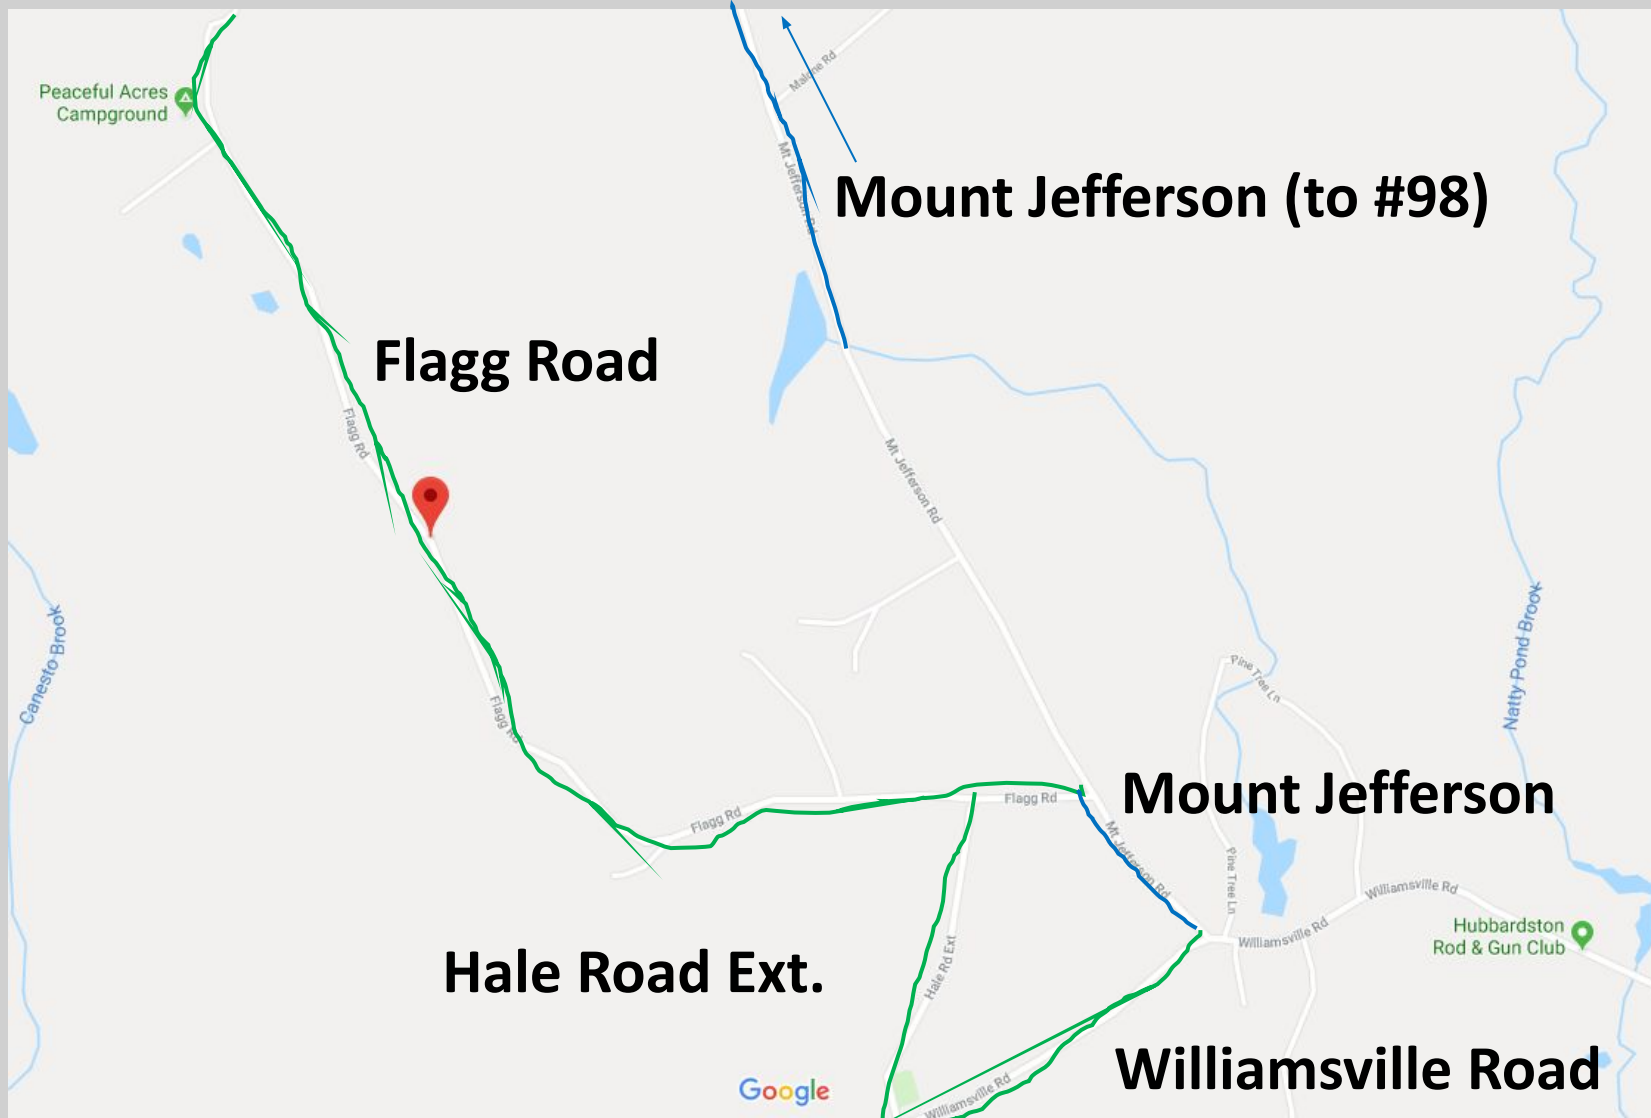 Peaceful Acres
Campground
Malone Rd
Mt Jefferson Rd
Mount Jefferson (to #98)
Flagg Road
Flagg Rd
Mt Jefferson Rd
Canesto Brook
Natty Pond Brook
Pine Tree Ln
Flagg Rd
Flagg Rd
Flagg Rd
Mount Jefferson
Mt Jefferson Rd
Pine Tree Ln
Williamsville Rd
Hubbardston
Rod & Gun Club
Williamsville Rd
Hale Road Ext.
Hale Rd Ext
Williamsville Road
Google
Williamsville Rd